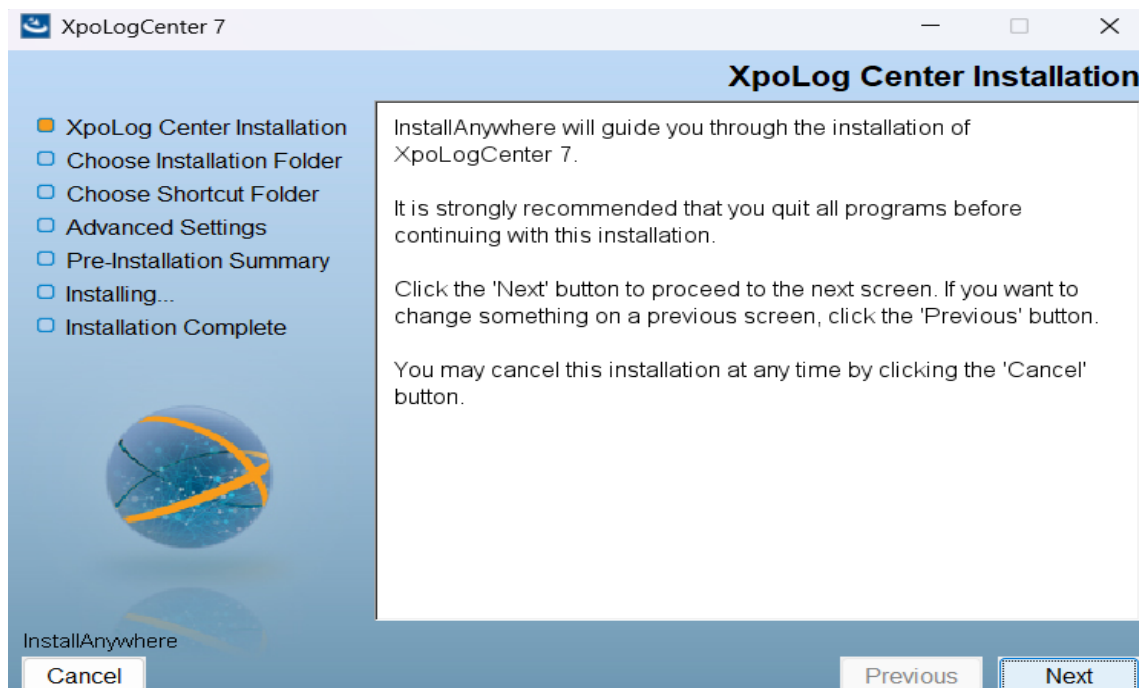 XpoLogCenter 7
XpoLog Center Installation
XpoLog Center Installation
Choose Installation Folder
Choose Shortcut Folder
Advanced Settings
Pre-Installation Summary
Installing...
Installation Complete
InstallAnywhere will guide you through the installation of
XpoLogCenter 7.
It is strongly recommended that you quit all programs before
continuing with this installation.
Click the 'Next' button to proceed to the next screen. If you want to
change something on a previous screen, click the 'Previous' button.
You may cancel this installation at any time by clicking the 'Cancel'
button.
InstallAnywhere
Cancel
Previous
Next